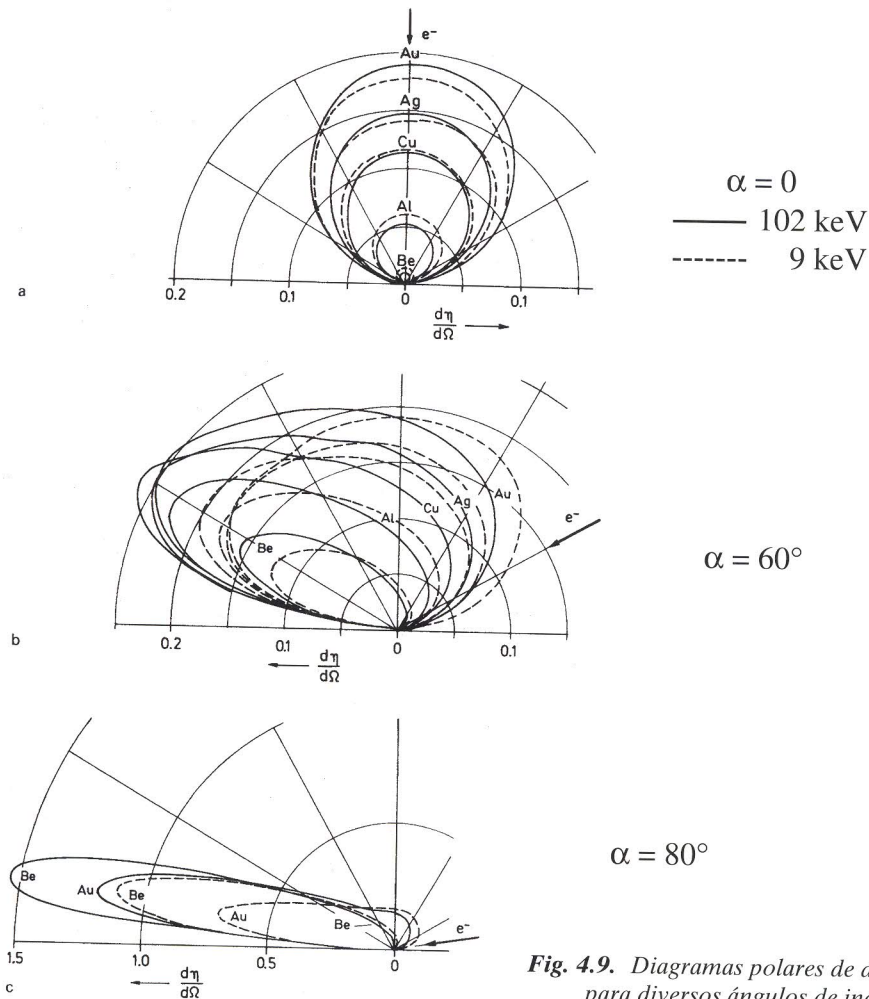 e⁻
Au
Ag
Cu
Al
Be
α = 0
102 keV
9 keV
a
0.2 0.1 0 0.1
dη
dΩ
Au
Ag
Cu
Al
Be
e⁻
α = 60°
b
0.2 0.1 0 0.1
dη
dΩ
α = 80°
Be
Au
Be
Au
Be
e⁻
1.5 1.0 0.5 0
dη
dΩ
c
Fig. 4.9. Diagramas polares de
para diversos ángulos de